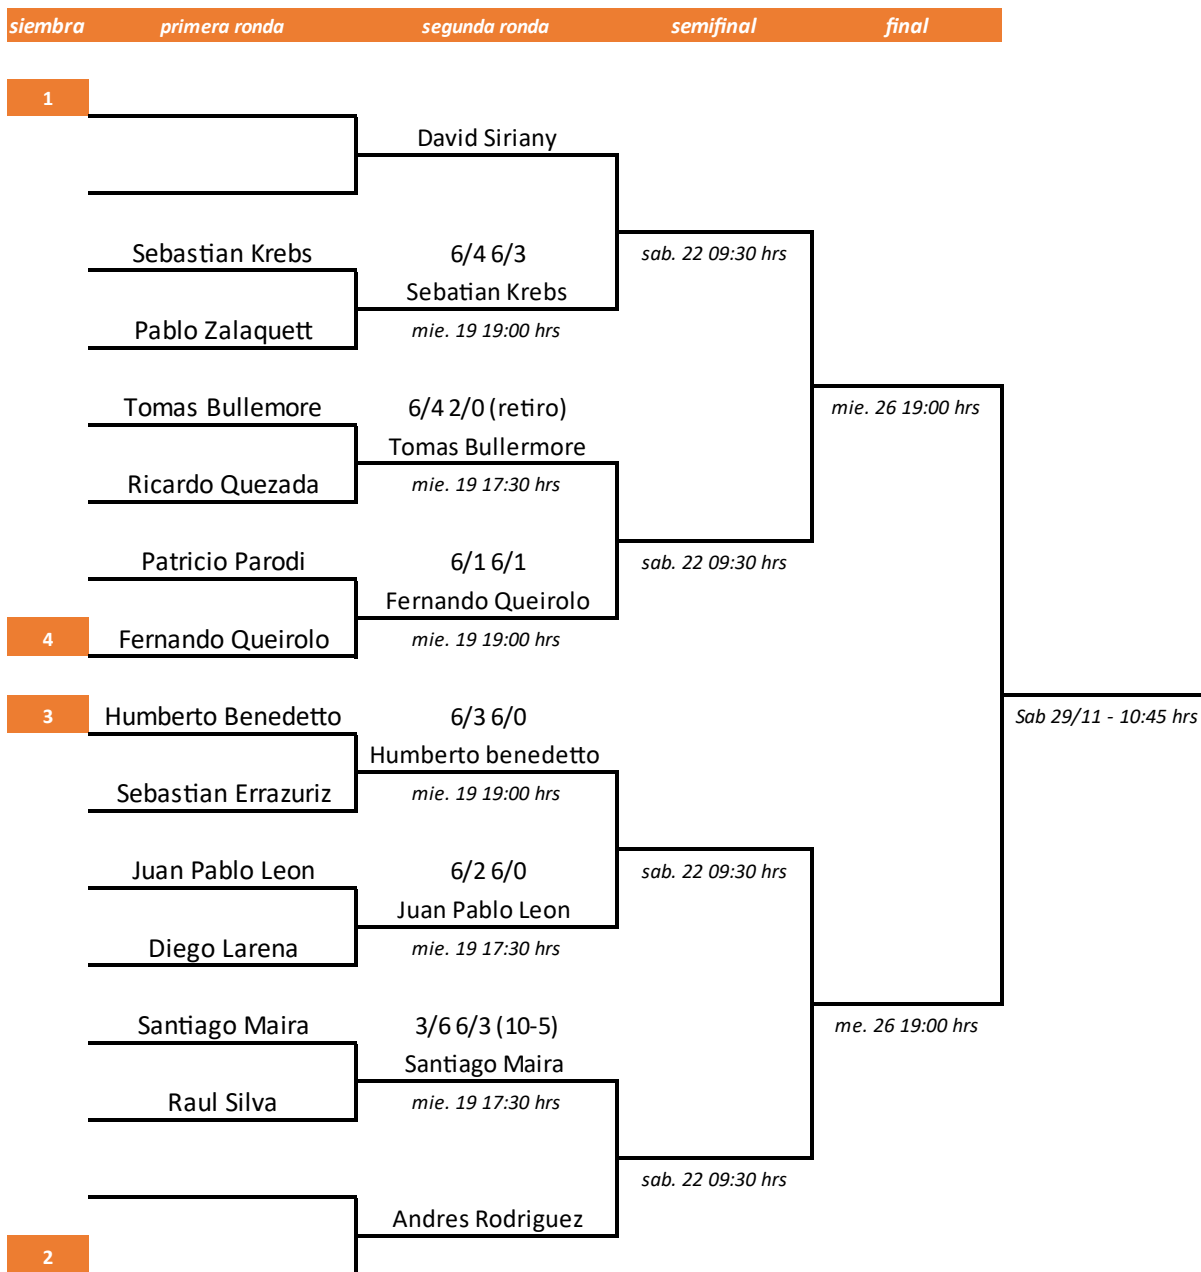 siembra primera ronda segunda ronda semifinal final
1
David Siriany
Sebastian Krebs 6/4 6/3 sab. 22 09:30 hrs
Sebatian Krebs
Pablo Zalaquett mie. 19 19:00 hrs
Tomas Bullemore 6/4 2/0 (retiro) mie. 26 19:00 hrs
Tomas Bullermore
Ricardo Quezada mie. 19 17:30 hrs
Patricio Parodi 6/1 6/1 sab. 22 09:30 hrs
Fernando Queirolo
4 Fernando Queirolo mie. 19 19:00 hrs
3 Humberto Benedetto 6/3 6/0 Sab 29/11 - 10:45 hrs
Humberto benedetto
Sebastian Errazuriz mie. 19 19:00 hrs
Juan Pablo Leon 6/2 6/0 sab. 22 09:30 hrs
Juan Pablo Leon
Diego Larena mie. 19 17:30 hrs
Santiago Maira 3/6 6/3 (10-5) me. 26 19:00 hrs
Santiago Maira
Raul Silva mie. 19 17:30 hrs
sab. 22 09:30 hrs
Andres Rodriguez
2